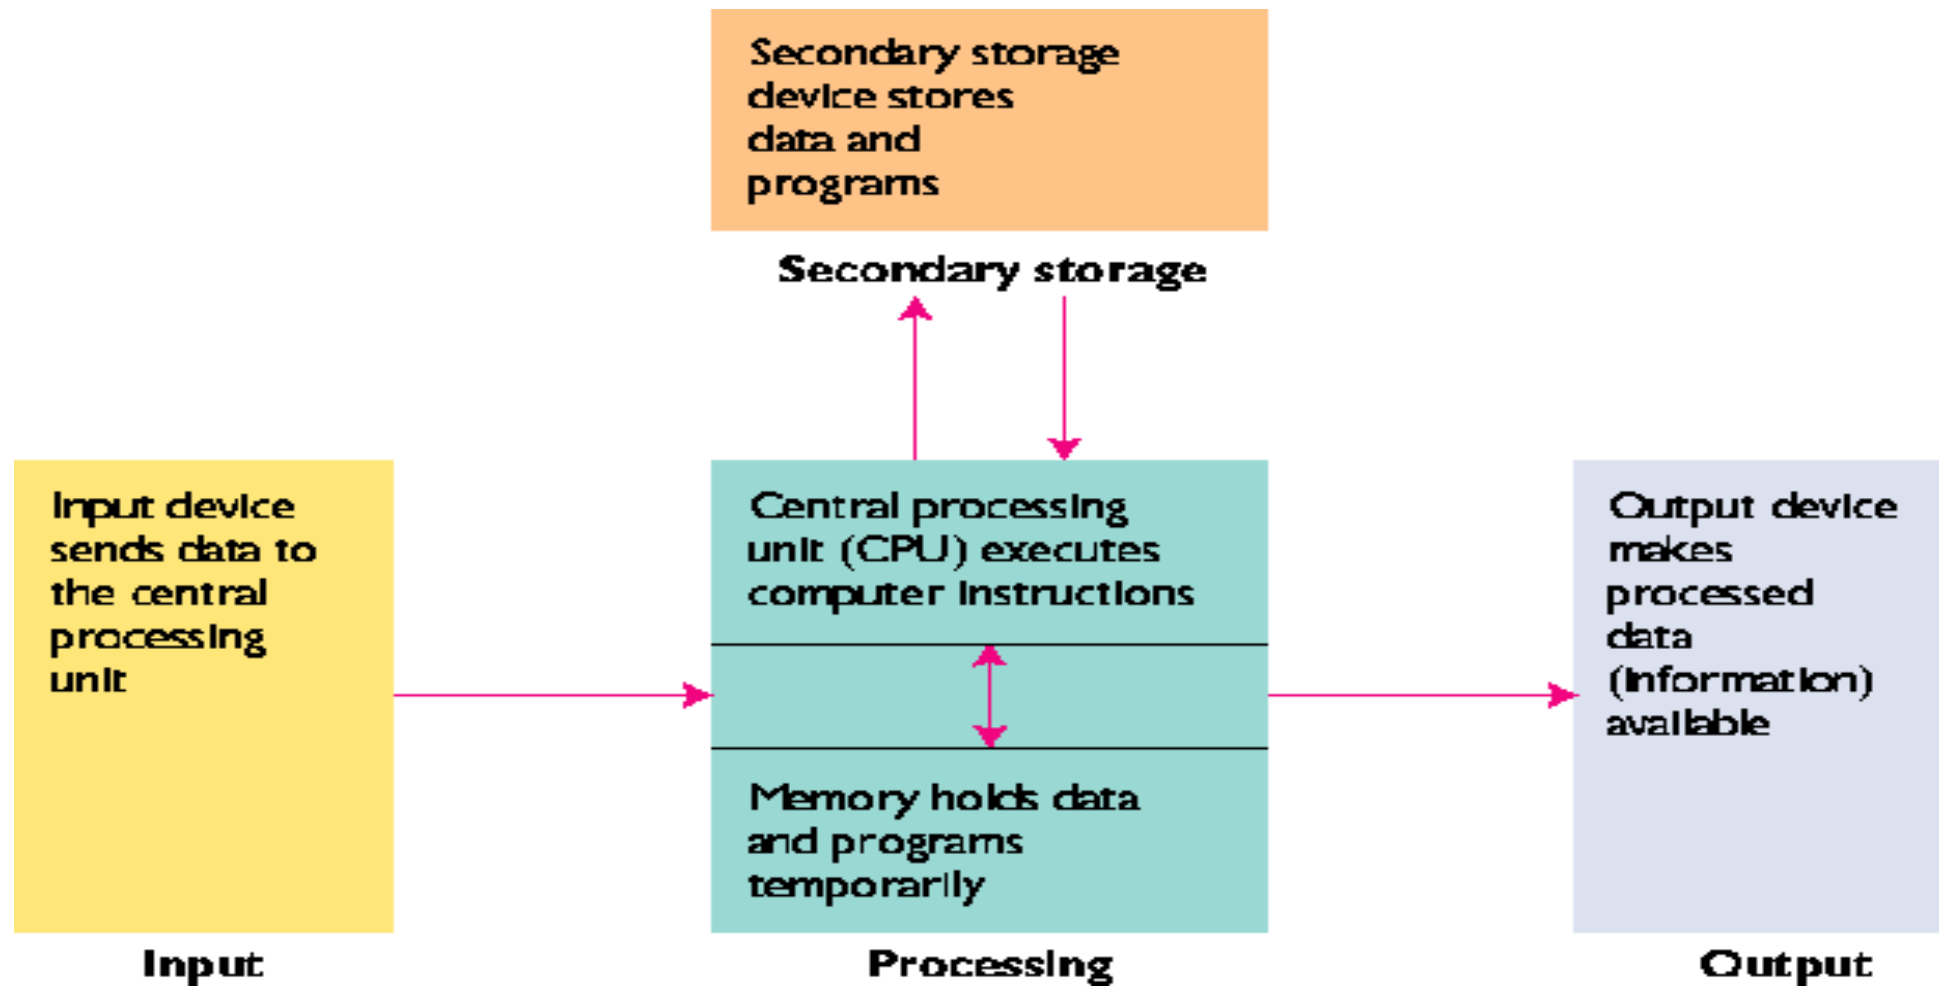 Secondary storage
device stores
data and
programs
Secondary storage
Input device
sends data to
the central
processing
unit
Central processing
unit (CPU) executes
computer instructions
Memory holds data
and programs
temporarily
Output device
makes
processed
data
(information)
available
Input
Processing
Output